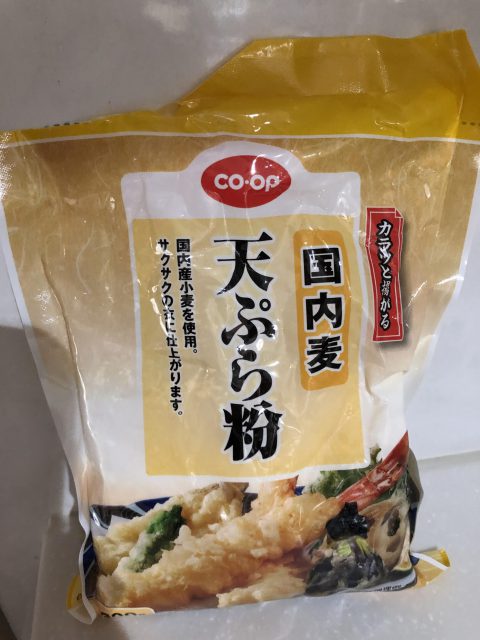 CO・OP
カラッと揚がる
国内麦
天ぷら粉
国内産小麦を使用。
サクサクの衣に仕上がります。